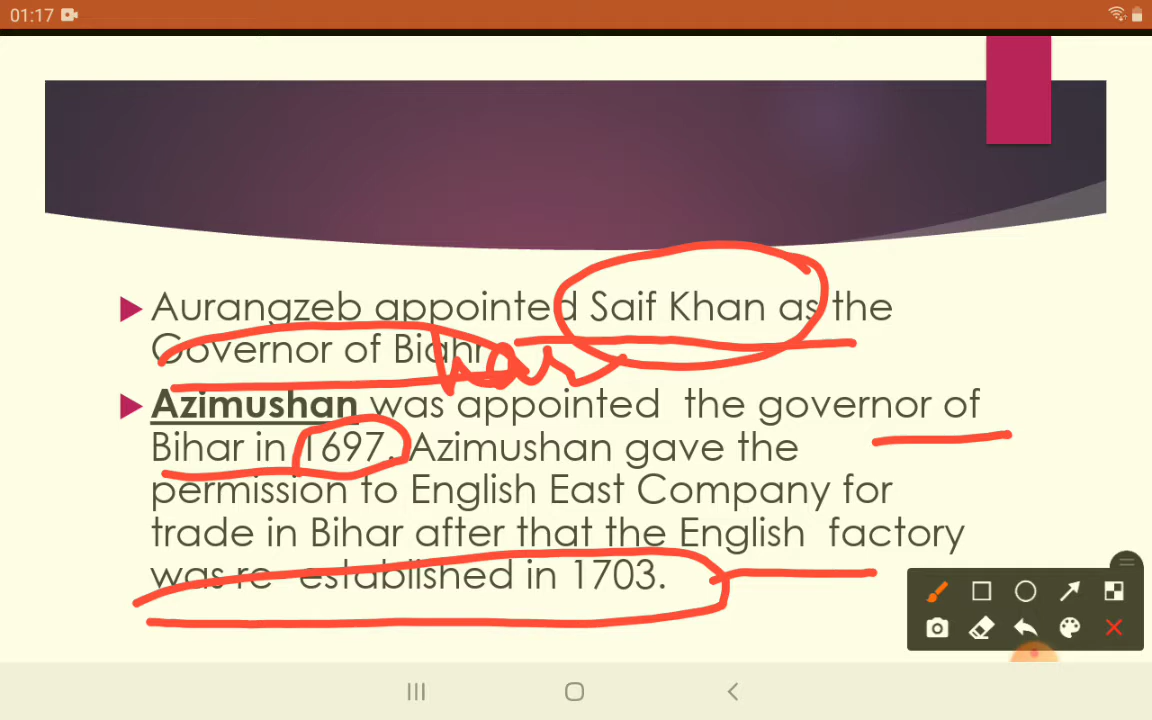 01:17
Aurangzeb appointed Saif Khan as the
Governor of Biahr
Azimushan was appointed the governor of
Bihar in 1697. Azimushan gave the
permission to English East Company for
trade in Bihar after that the English factory
was re establilshed in 1703.